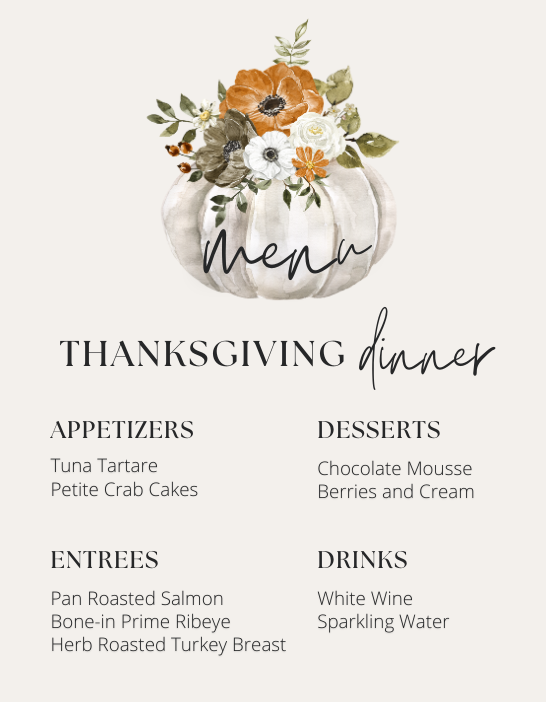 menu
THANKSGIVING dinner
APPETIZERS
Tuna Tartare
Petite Crab Cakes
DESSERTS
Chocolate Mousse
Berries and Cream
ENTREES
Pan Roasted Salmon
Bone-in Prime Ribeye
Herb Roasted Turkey Breast
DRINKS
White Wine
Sparkling Water